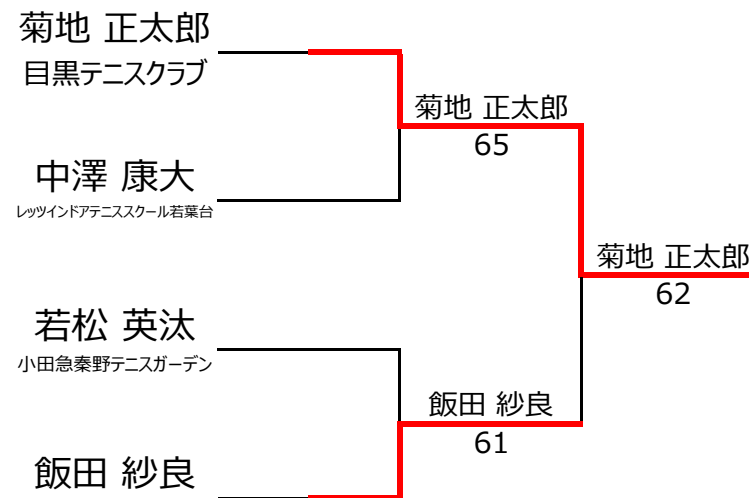 菊地 正太郎
目黒テニスクラブ
菊地 正太郎
65
中澤 康大
レッツインドアテニススクール若葉台
菊地 正太郎
62
若松 英汰
小田急秦野テニスガーデン
飯田 紗良
61
飯田 紗良